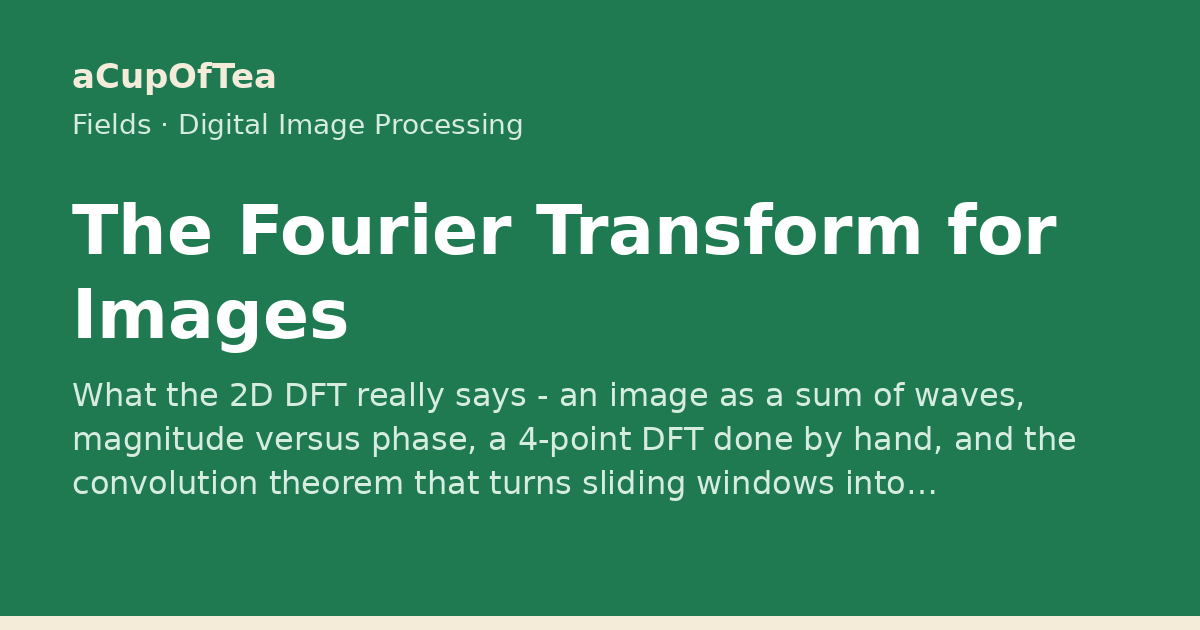 aCupOfTea
Fields · Digital Image Processing
The Fourier Transform for
Images
What the 2D DFT really says - an image as a sum of waves,
magnitude versus phase, a 4-point DFT done by hand, and the
convolution theorem that turns sliding windows into…